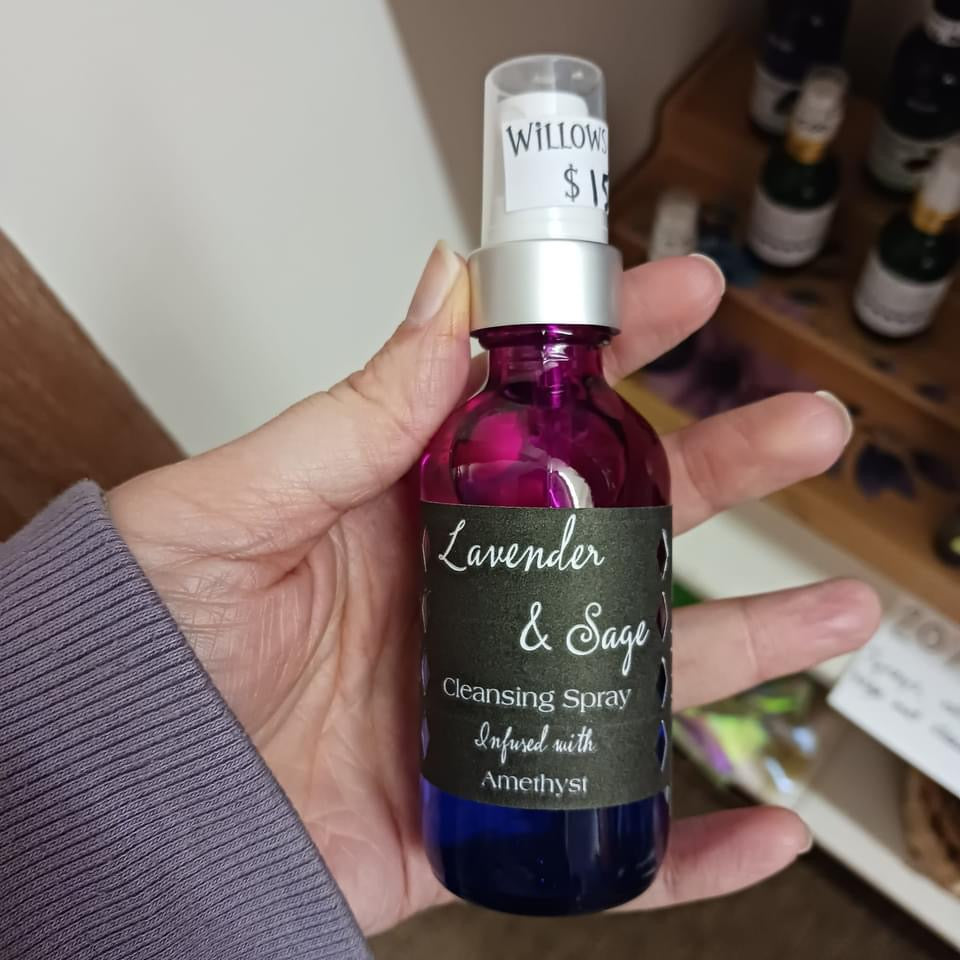 WiLLOWS
$ 15
Lavender
& Sage
Cleansing Spray
Infused with
Amethyst